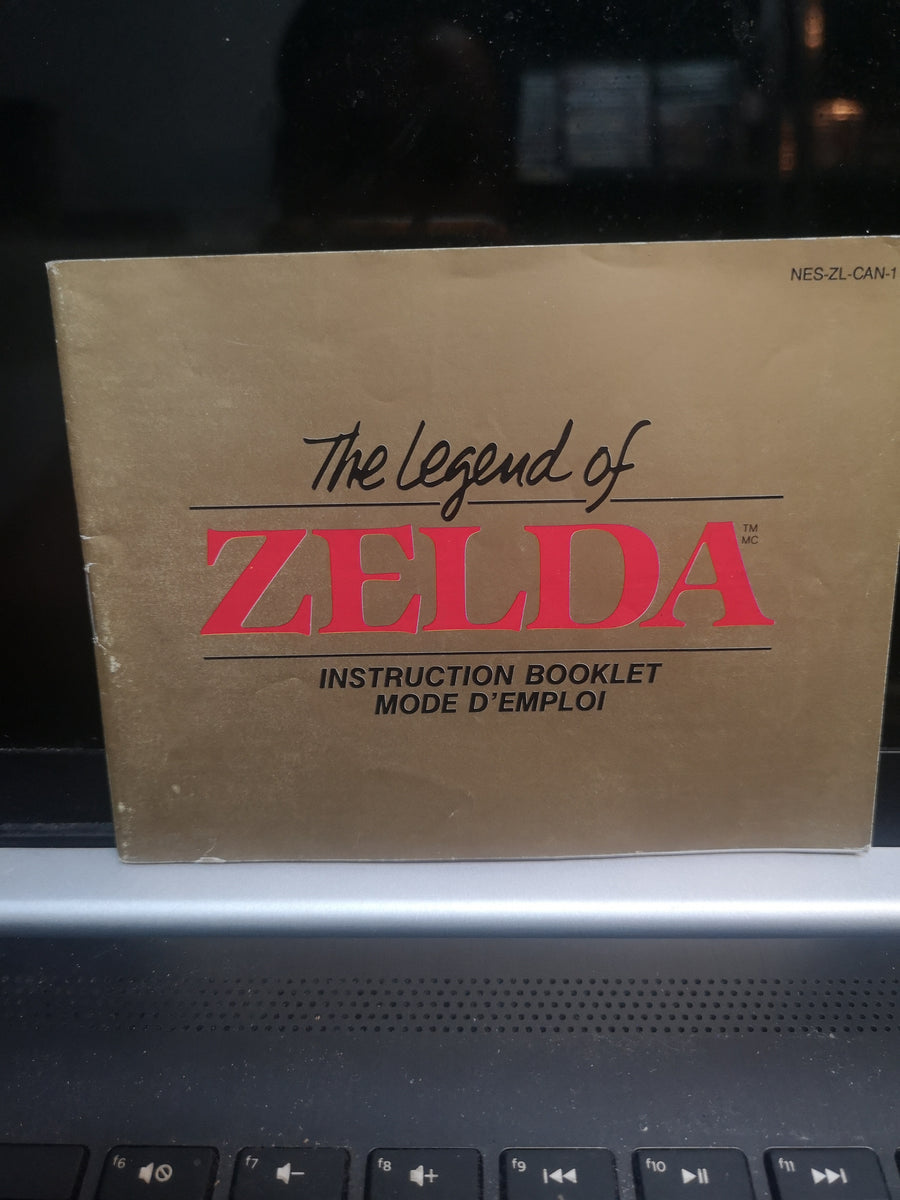 NES-ZL-CAN-1
The Legend of
ZELDA
TM
MC
INSTRUCTION BOOKLET
MODE D'EMPLOI
f6
f7
f8
f9
f10
f11